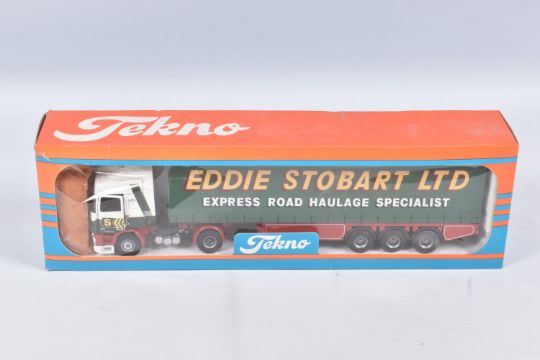 Tekno
EDDIE STOBART LTD
EXPRESS ROAD HAULAGE SPECIALIST
S
Tekno